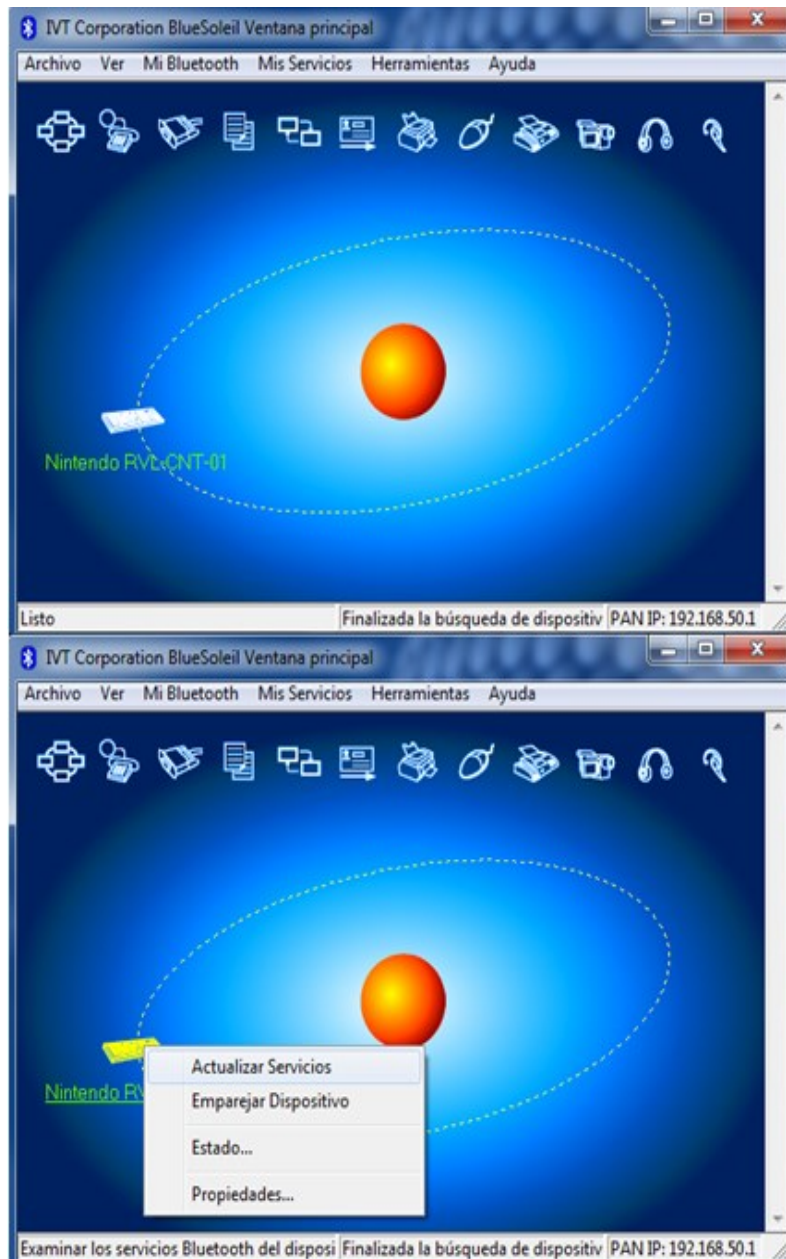 IVT Corporation BlueSoleil Ventana principal
Archivo Ver Mi Bluetooth Mis Servicios Herramientas Ayuda
Nintendo RVL-CNT-01
Listo Finalizada la búsqueda de dispositiv PAN IP: 192.168.50.1
IVT Corporation BlueSoleil Ventana principal
Archivo Ver Mi Bluetooth Mis Servicios Herramientas Ayuda
Nintendo RV
Actualizar Servicios
Emparejar Dispositivo
Estado...
Propiedades...
Examinar los servicios Bluetooth del disposi Finalizada la búsqueda de dispositiv PAN IP: 192.168.50.1